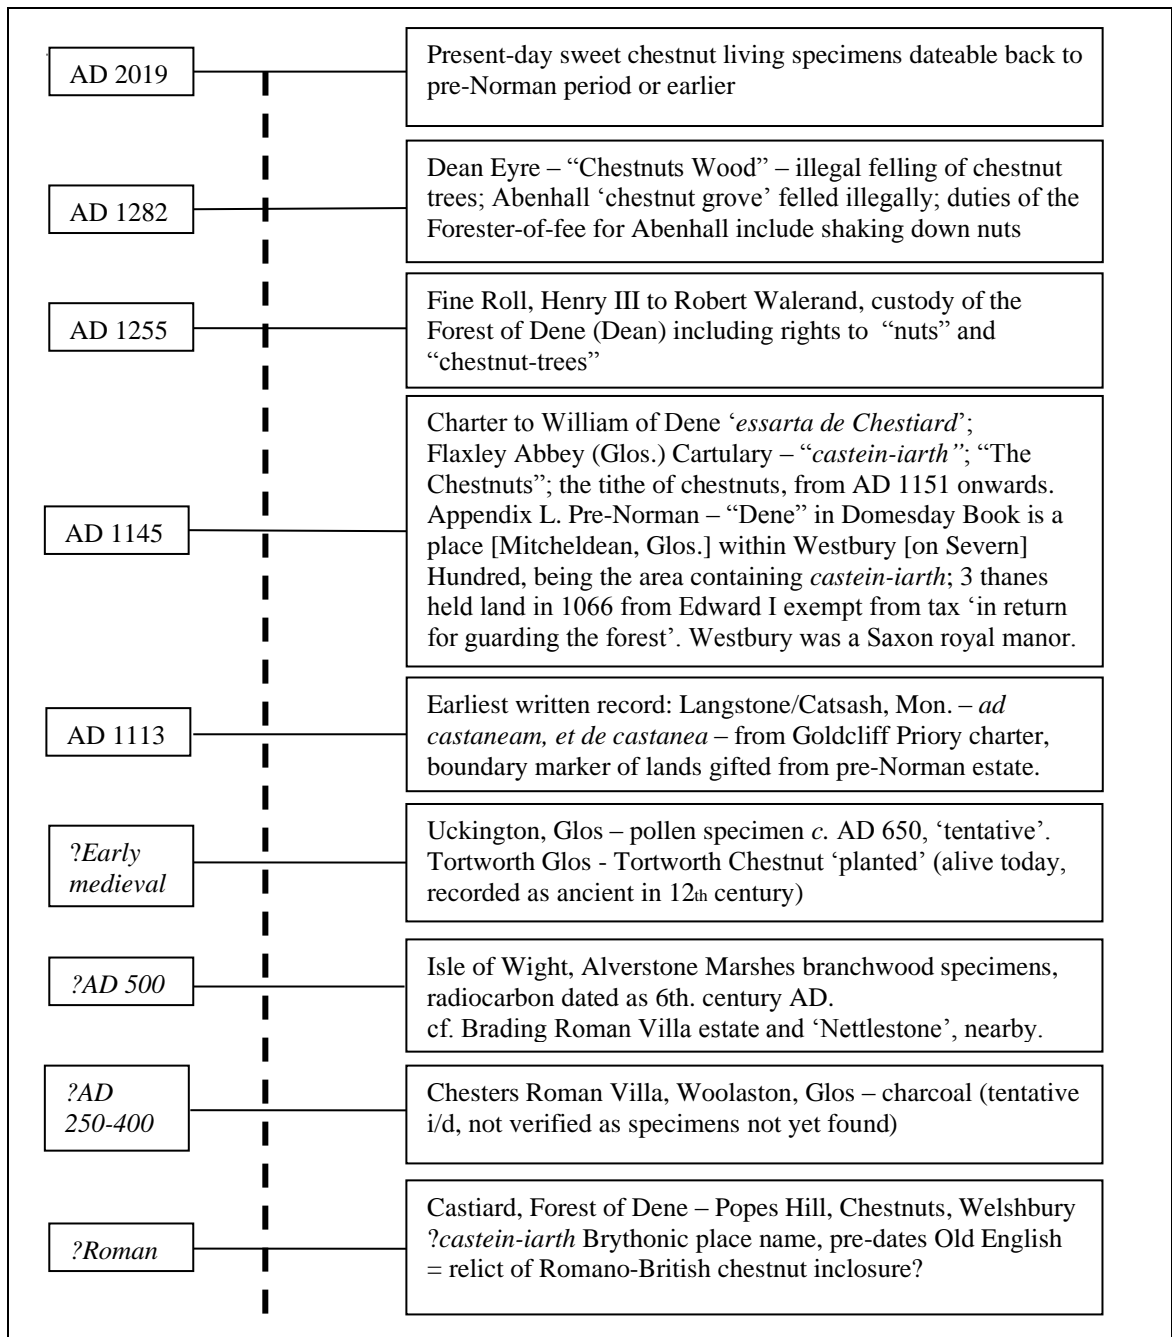 AD 2019
Present-day sweet chestnut living specimens dateable back to
pre-Norman period or earlier
AD 1282
Dean Eyre – “Chestnuts Wood” – illegal felling of chestnut
trees; Abenhall ‘chestnut grove’ felled illegally; duties of the
Forester-of-fee for Abenhall include shaking down nuts
AD 1255
Fine Roll, Henry III to Robert Walerand, custody of the
Forest of Dene (Dean) including rights to “nuts” and
“chestnut-trees”
AD 1145
Charter to William of Dene ‘essarta de Chestiard’;
Flaxley Abbey (Glos.) Cartulary – “castein-iarth”; “The
Chestnuts”; the tithe of chestnuts, from AD 1151 onwards.
Appendix L. Pre-Norman – “Dene” in Domesday Book is a
place [Mitcheldean, Glos.] within Westbury [on Severn]
Hundred, being the area containing castein-iarth; 3 thanes
held land in 1066 from Edward I exempt from tax ‘in return
for guarding the forest’. Westbury was a Saxon royal manor.
AD 1113
Earliest written record: Langstone/Catsash, Mon. – ad
castaneam, et de castanea – from Goldcliff Priory charter,
boundary marker of lands gifted from pre-Norman estate.
?Early
medieval
Uckington, Glos – pollen specimen c. AD 650, ‘tentative’.
Tortworth Glos - Tortworth Chestnut ‘planted’ (alive today,
recorded as ancient in 12th century)
?AD 500
Isle of Wight, Alverstone Marshes branchwood specimens,
radiocarbon dated as 6th. century AD.
cf. Brading Roman Villa estate and ‘Nettlestone’, nearby.
?AD
250-400
Chesters Roman Villa, Woolaston, Glos – charcoal (tentative
i/d, not verified as specimens not yet found)
?Roman
Castiard, Forest of Dene – Popes Hill, Chestnuts, Welshbury
?castein-iarth Brythonic place name, pre-dates Old English
= relict of Romano-British chestnut inclosure?